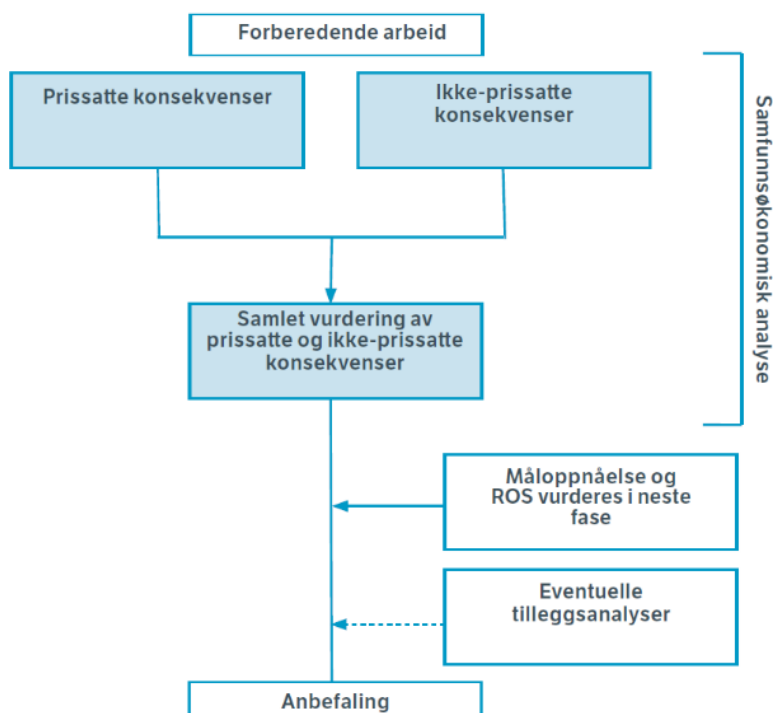 Forberedende arbeid
Prissatte konsekvenser
Ikke-prissatte
konsekvenser
Samfunnsøkonomisk analyse
Samlet vurdering av
prissatte og ikke-prissatte
konsekvenser
Måloppnåelse og
ROS vurderes i neste
fase
Eventuelle
tilleggsanalyser
Anbefaling